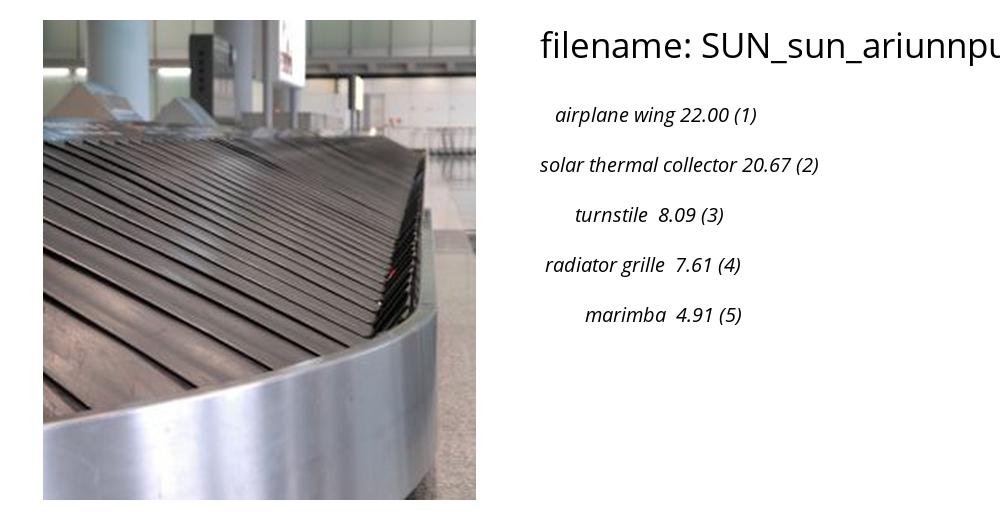 filename: SUN_sun_ariunnpu
airplane wing 22.00 (1)
solar thermal collector 20.67 (2)
turnstile 8.09 (3)
radiator grille 7.61 (4)
marimba 4.91 (5)